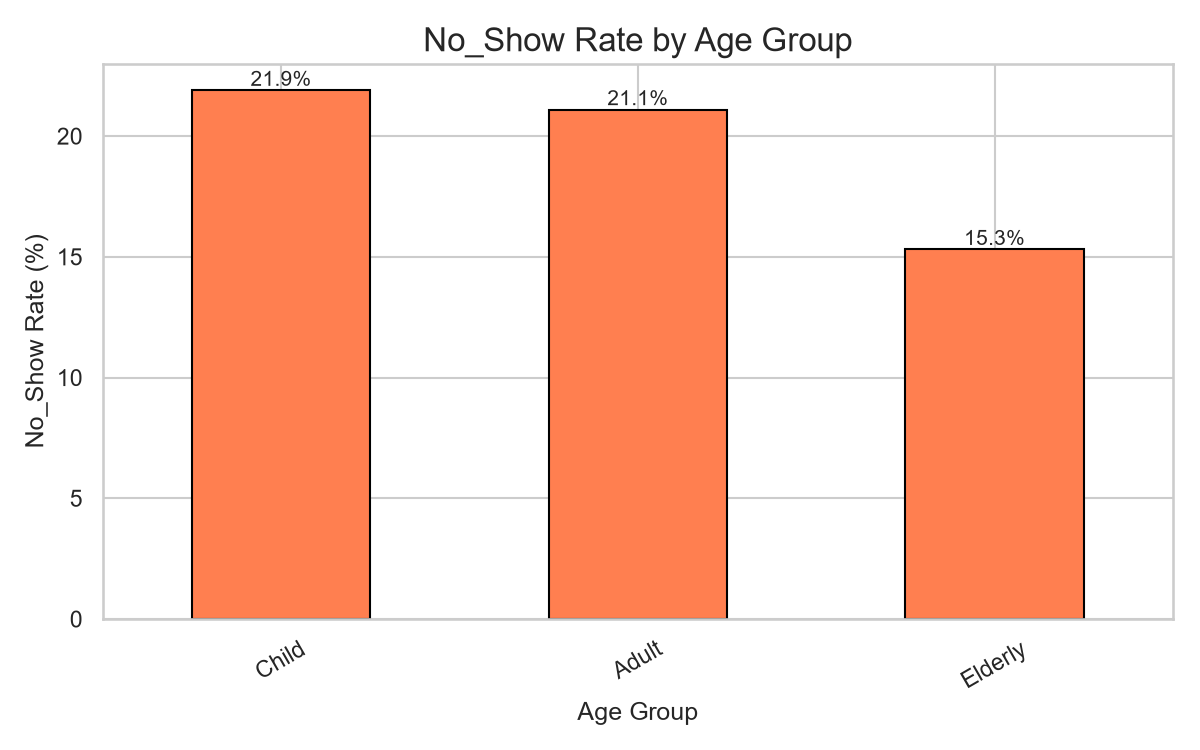 No_Show Rate by Age Group
21.9%
21.1%
15.3%
20
15
10
5
0
No_Show Rate (%)
Child
Adult
Elderly
Age Group